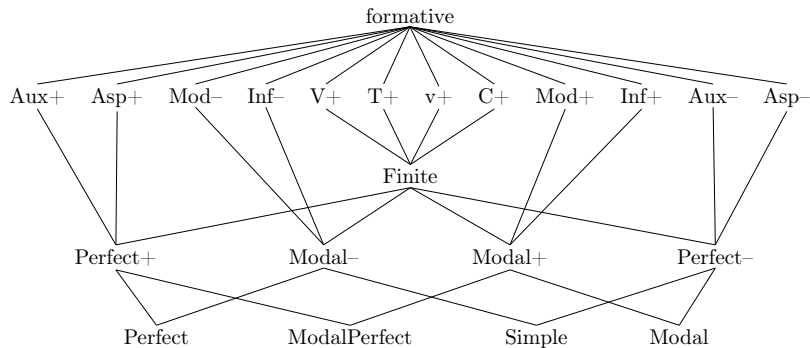 formative
Aux+ Asp+ Mod– Inf– V+ T+ v+ C+ Mod+ Inf+ Aux– Asp–
Finite
Perfect+ Modal– Modal+ Perfect–
Perfect ModalPerfect Simple Modal